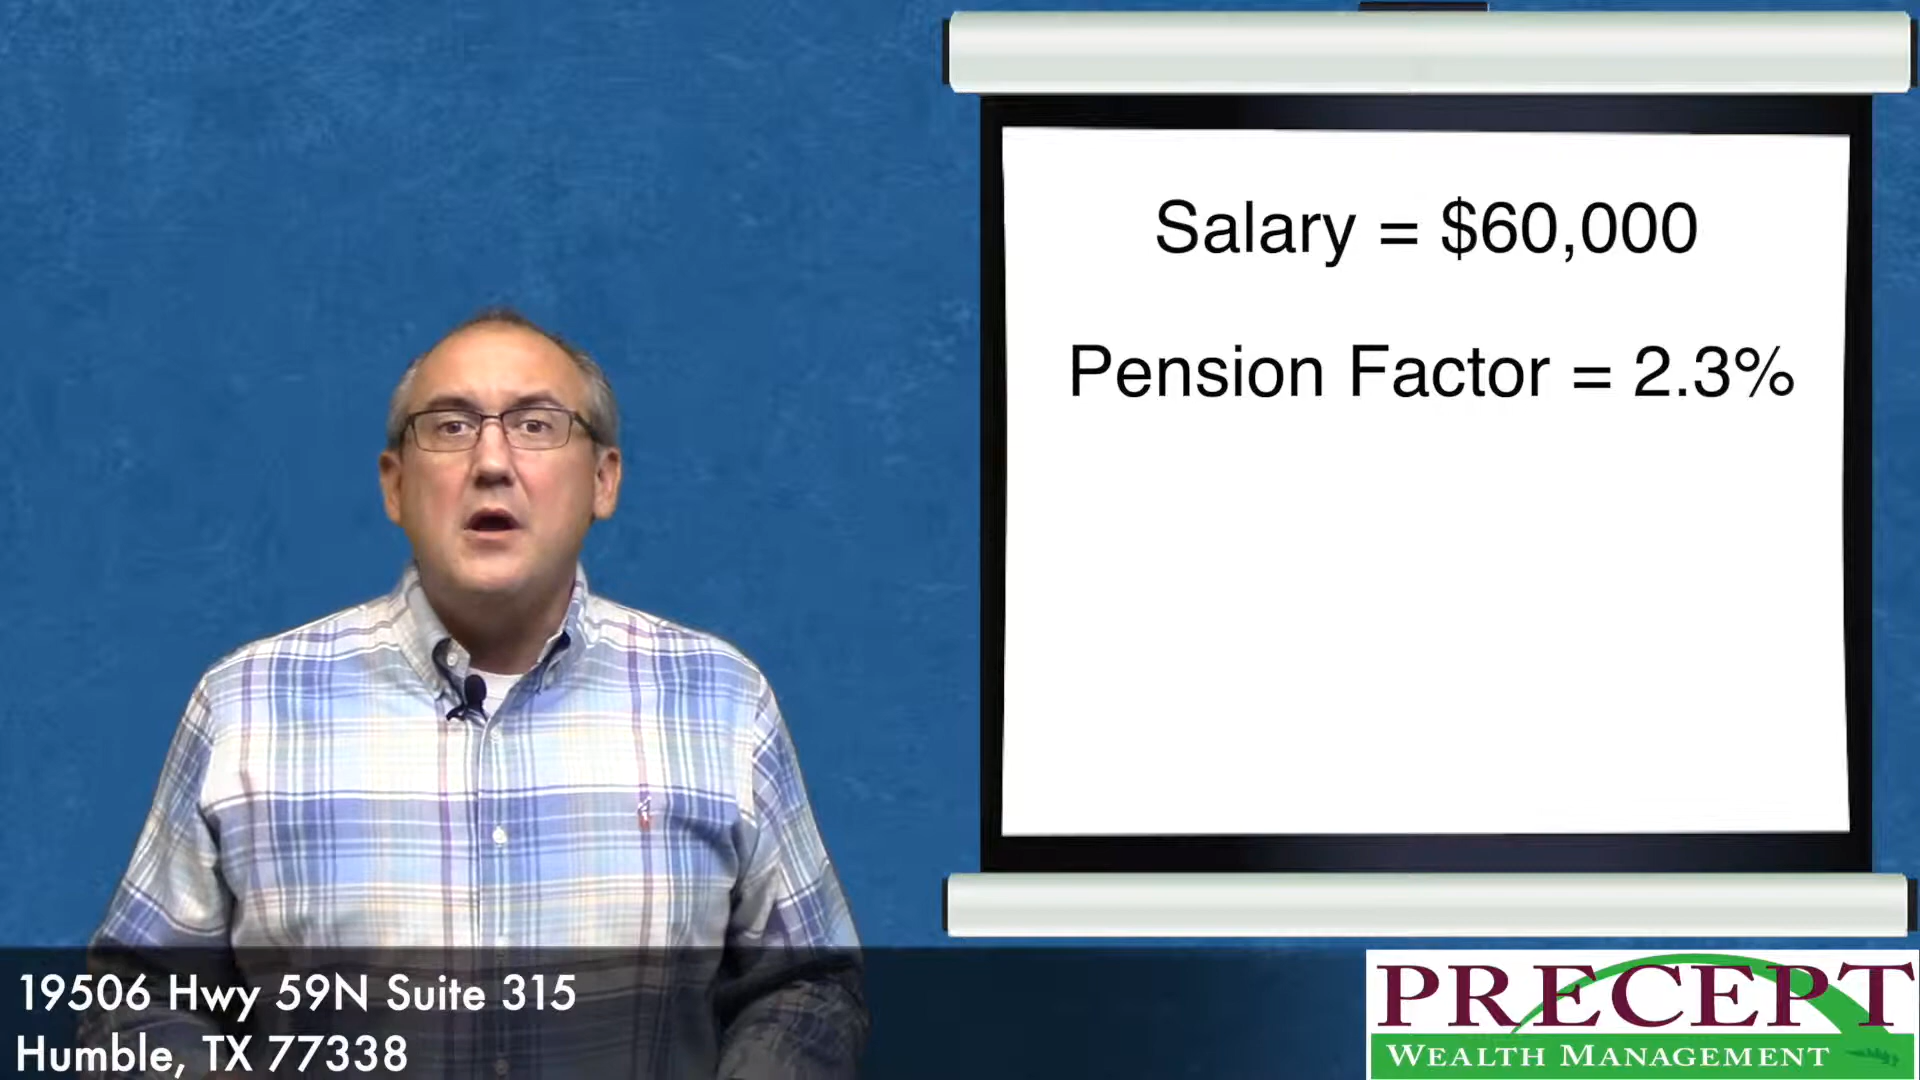 Salary = $60,000
Pension Factor = 2.3%
19506 Hwy 59N Suite 315
Humble, TX 77338
PRECEPT
WEALTH MANAGEMENT